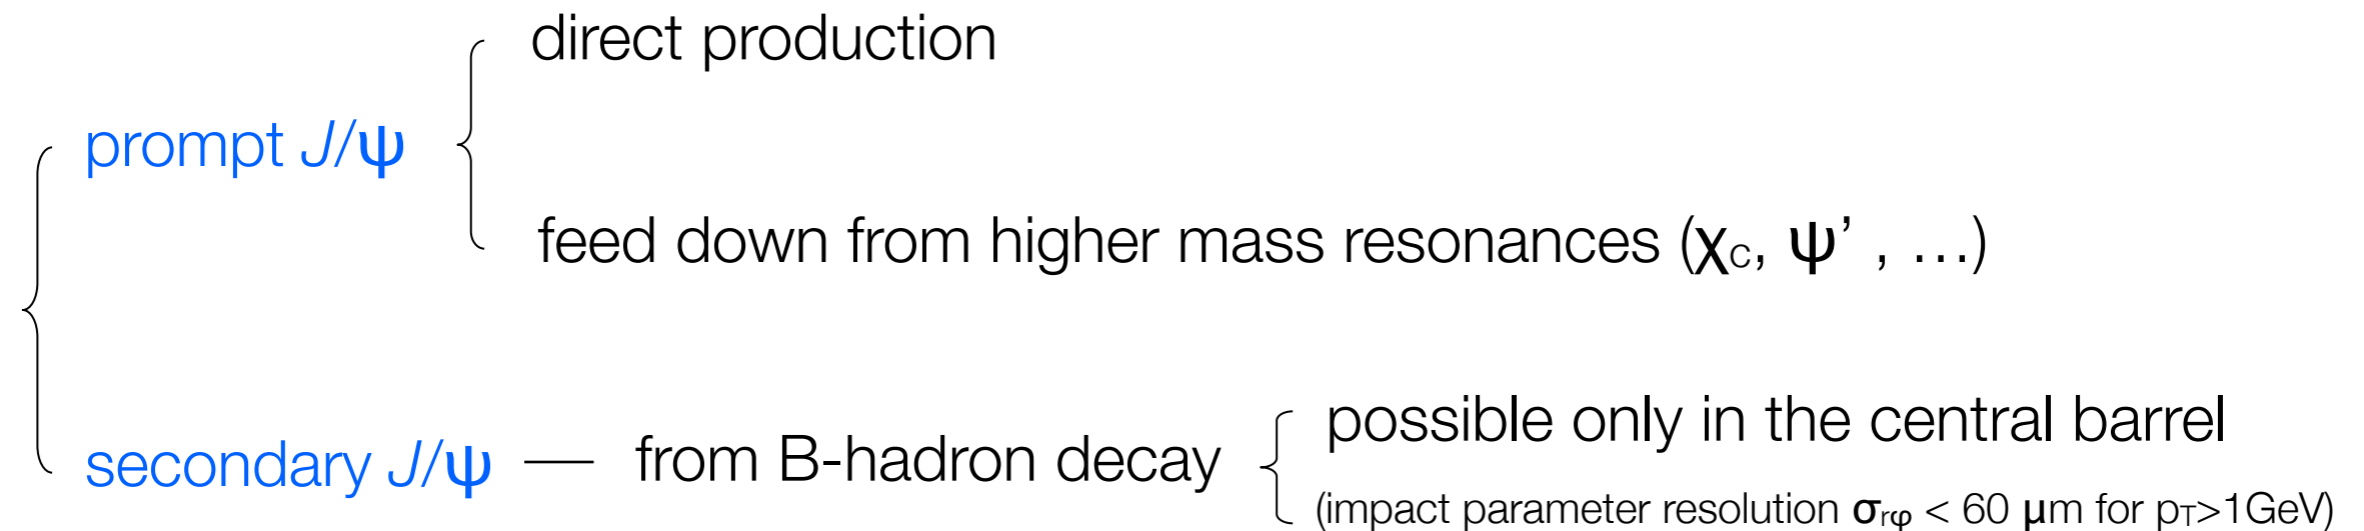 direct production
prompt J/ψ
feed down from higher mass resonances (χc, ψ’ , …)
secondary J/ψ — from B-hadron decay
possible only in the central barrel
(impact parameter resolution σrφ < 60 μm for pT>1GeV)